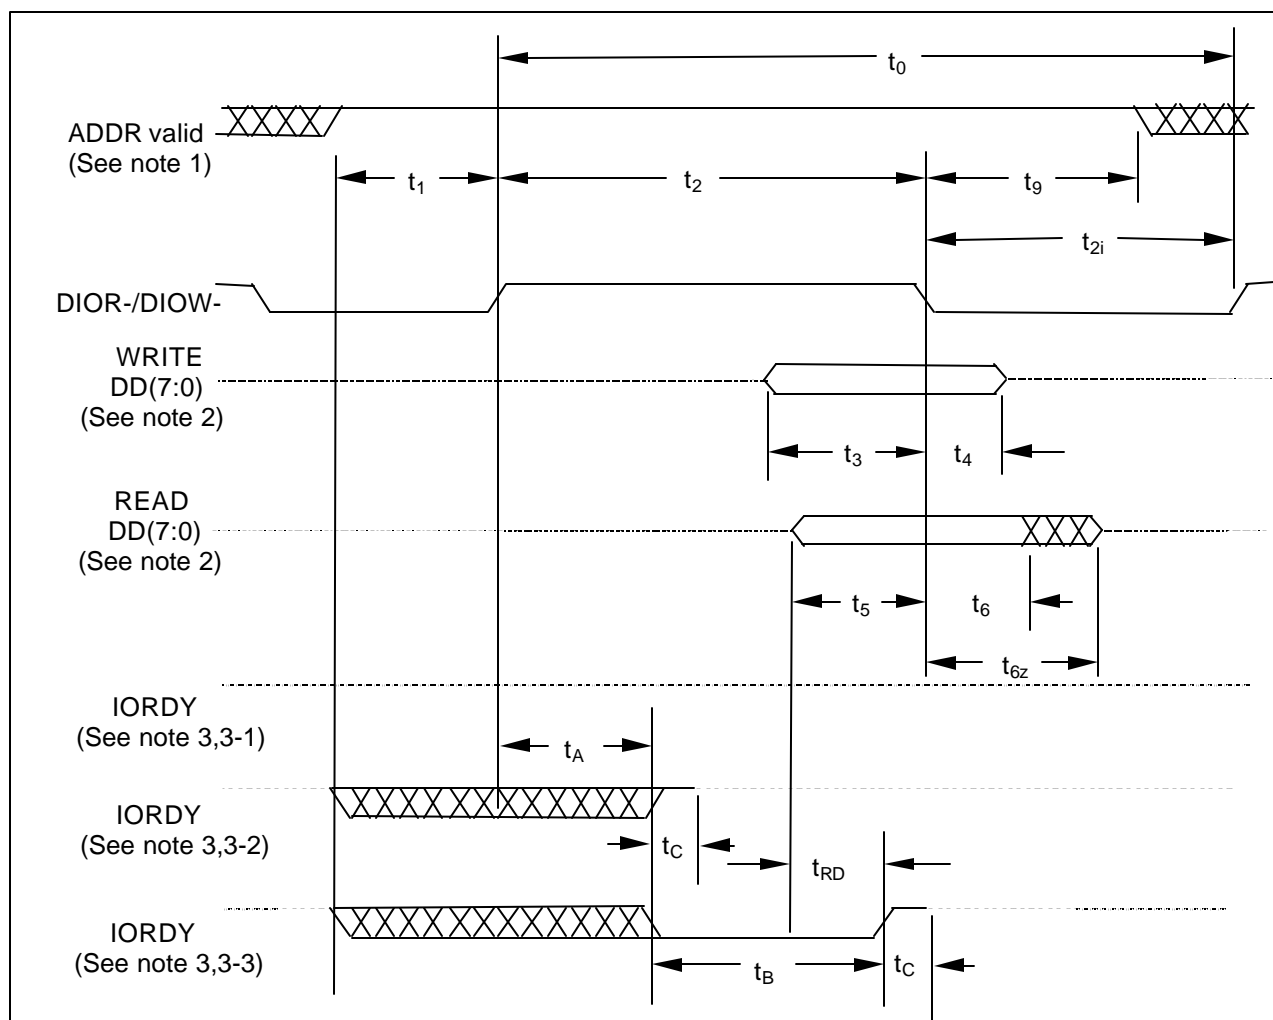 t0
ADDR valid
(See note 1)
t1
t2
t9
t2i
DIOR-/DIOW-
WRITE
DD(7:0)
(See note 2)
t3
t4
READ
DD(7:0)
(See note 2)
t5
t6
t6z
IORDY
(See note 3,3-1)
tA
IORDY
(See note 3,3-2)
tC
tRD
IORDY
(See note 3,3-3)
tB
tC